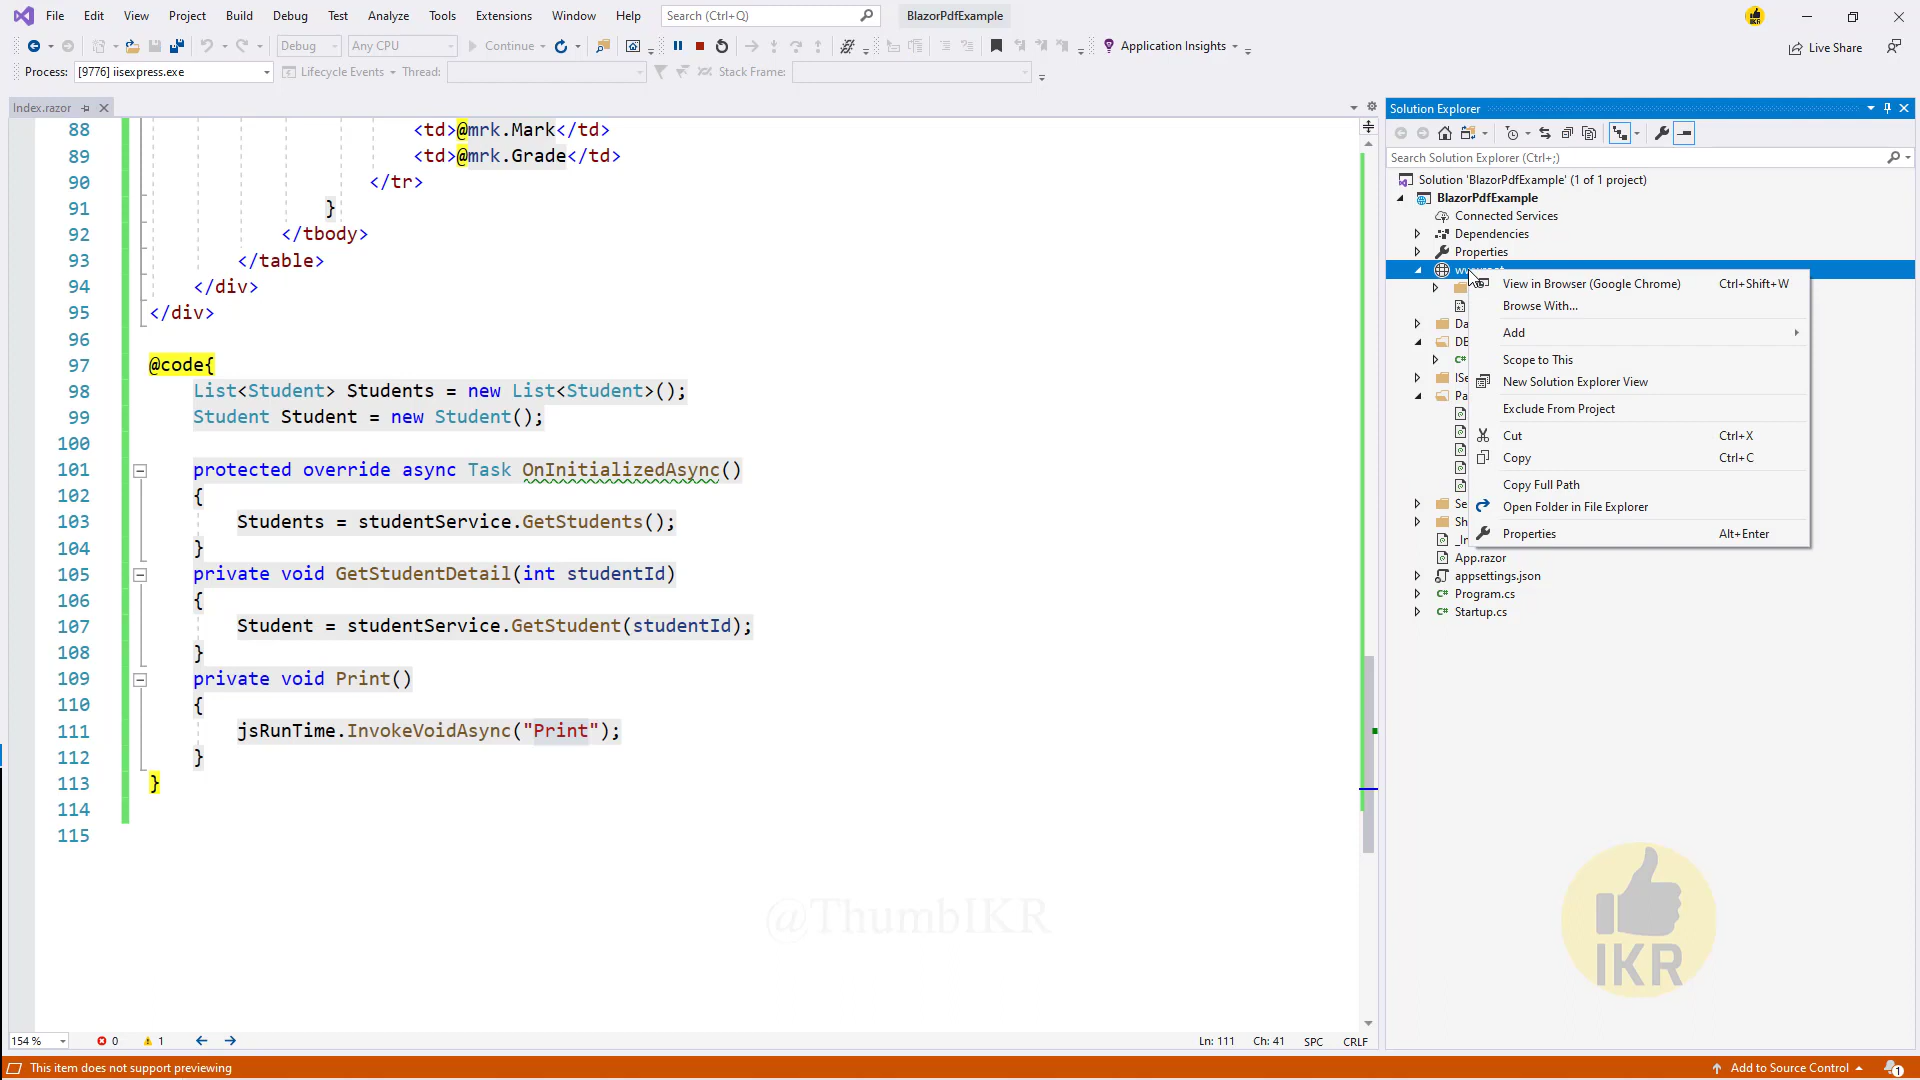 File Edit View Project Build Debug Test Analyze Tools Extensions Window Help Search (Ctrl+Q) BlazorPdfExample
Debug Any CPU Continue Application Insights Live Share
Process: [9776] iisexpress.exe Lifecycle Events Thread: Stack Frame:
Index.razor
88 <td>@mrk.Mark</td>
89 <td>@mrk.Grade</td>
90 </tr>
91 }
92 </tbody>
93 </table>
94 </div>
95 </div>
96
97 @code{
98 List<Student> Students = new List<Student>();
99 Student Student = new Student();
100
101 protected override async Task OnInitializedAsync()
102 {
103 Students = studentService.GetStudents();
104 }
105 private void GetStudentDetail(int studentId)
106 {
107 Student = studentService.GetStudent(studentId);
108 }
109 private void Print()
110 {
111 jsRunTime.InvokeVoidAsync("Print");
112 }
113 }
114
115
@ThumbIKR
154 % 0 1 Ln: 111 Ch: 41 SPC CRLF
Solution Explorer
Search Solution Explorer (Ctrl+;)
Solution 'BlazorPdfExample' (1 of 1 project)
BlazorPdfExample
Connected Services
Dependencies
Properties
View in Browser (Google Chrome) Ctrl+Shift+W
Browse With...
Add
Scope to This
New Solution Explorer View
Exclude From Project
Cut Ctrl+X
Copy Ctrl+C
Copy Full Path
Open Folder in File Explorer
Properties Alt+Enter
App.razor
appsettings.json
C# Program.cs
C# Startup.cs
IKR
This item does not support previewing Add to Source Control 1